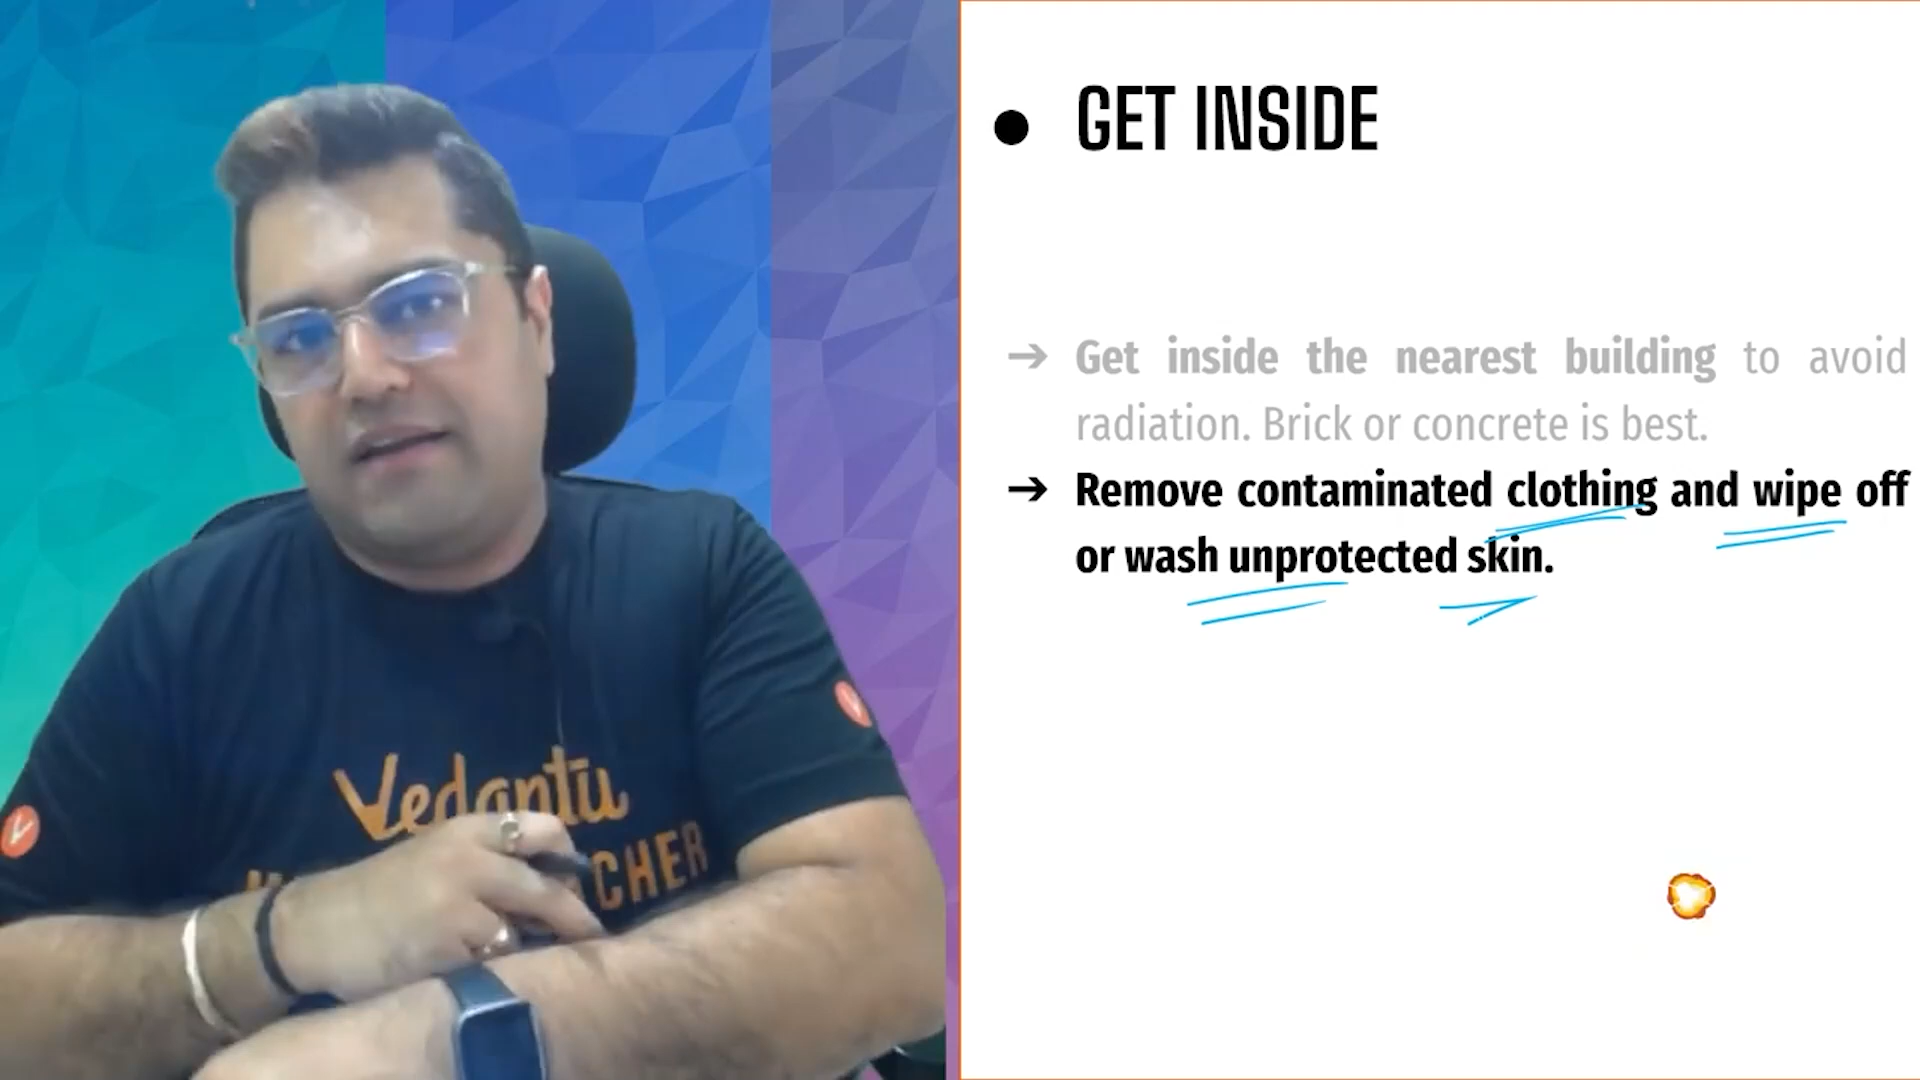 GET INSIDE
➔ Get inside the nearest building to avoid
radiation. Brick or concrete is best.
➔ Remove contaminated clothing and wipe off
or wash unprotected skin.
Vedantu
CHER